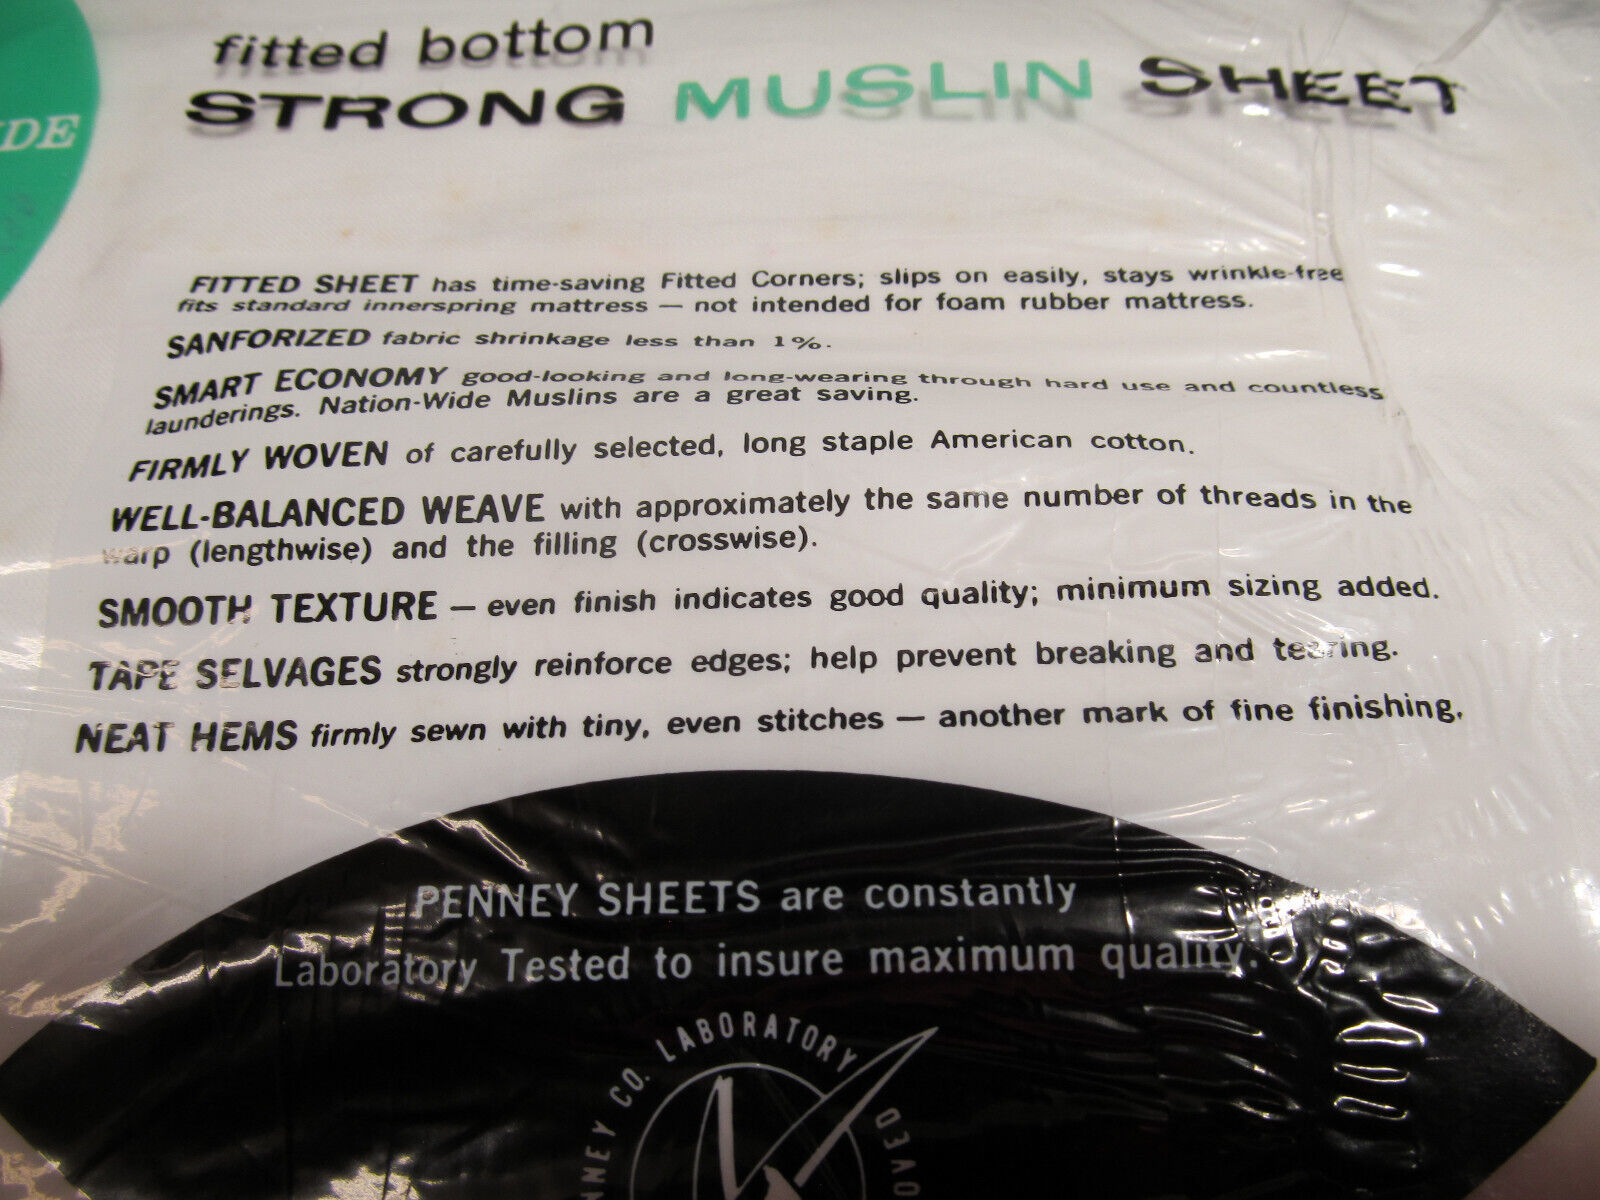 fitted bottom
STRONG MUSLIN SHEET
FITTED SHEET has time-saving Fitted Corners; slips on easily, stays wrinkle-free
fits standard innerspring mattress — not intended for foam rubber mattress.
SANFORIZED fabric shrinkage less than 1%.
SMART ECONOMY good-looking and long-wearing through hard use and countless
launderings. Nation-Wide Muslins are a great saving.
FIRMLY WOVEN of carefully selected, long staple American cotton.
WELL-BALANCED WEAVE with approximately the same number of threads in the
warp (lengthwise) and the filling (crosswise).
SMOOTH TEXTURE — even finish indicates good quality; minimum sizing added.
TAPE SELVAGES strongly reinforce edges; help prevent breaking and tearing.
NEAT HEMS firmly sewn with tiny, even stitches — another mark of fine finishing.
PENNEY SHEETS are constantly
Laboratory Tested to insure maximum quality.
CO. LABORATORY